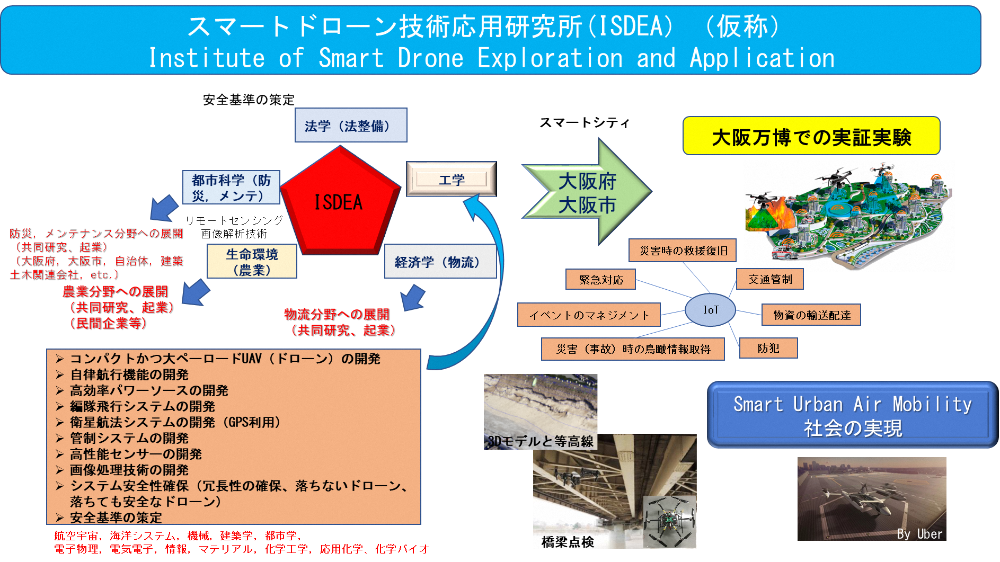 スマートドローン技術応用研究所(ISDEA)　(仮称)
Institute of Smart Drone Exploration and Application
安全基準の策定
法学（法整備）
都市科学（防
災，メンテ）
工学
ISDEA
リモートセンシング
画像解析技術
生命環境
（農業）
経済学（物流）
防災，メンテナンス分野への展開
（共同研究、起業）
（大阪府，大阪市，自治体，建築
土木関連会社，etc.）
農業分野への展開
（共同研究、起業）
（民間企業等）
物流分野への展開
（共同研究、起業）
コンパクトかつ大ペーロードUAV（ドローン）の開発
自律航行機能の開発
高効率パワーソースの開発
編隊飛行システムの開発
衛星航法システムの開発（GPS利用）
管制システムの開発
高性能センサーの開発
画像処理技術の開発
システム安全性確保（冗長性の確保、落ちないドローン、
落ちても安全なドローン）
安全基準の策定
航空宇宙，海洋システム，機械，建築学，都市学，
電子物理，電気電子，情報，マテリアル，化学工学，応用化学、化学バイオ
スマートシティ
大阪府
大阪市
大阪万博での実証実験
災害時の救援復旧
緊急対応
交通管制
イベントのマネジメント
IoT
物資の輸送配達
災害（事故）時の鳥瞰情報取得
防犯
3Dモデルと等高線
橋梁点検
Smart Urban Air Mobility
社会の実現
By Uber